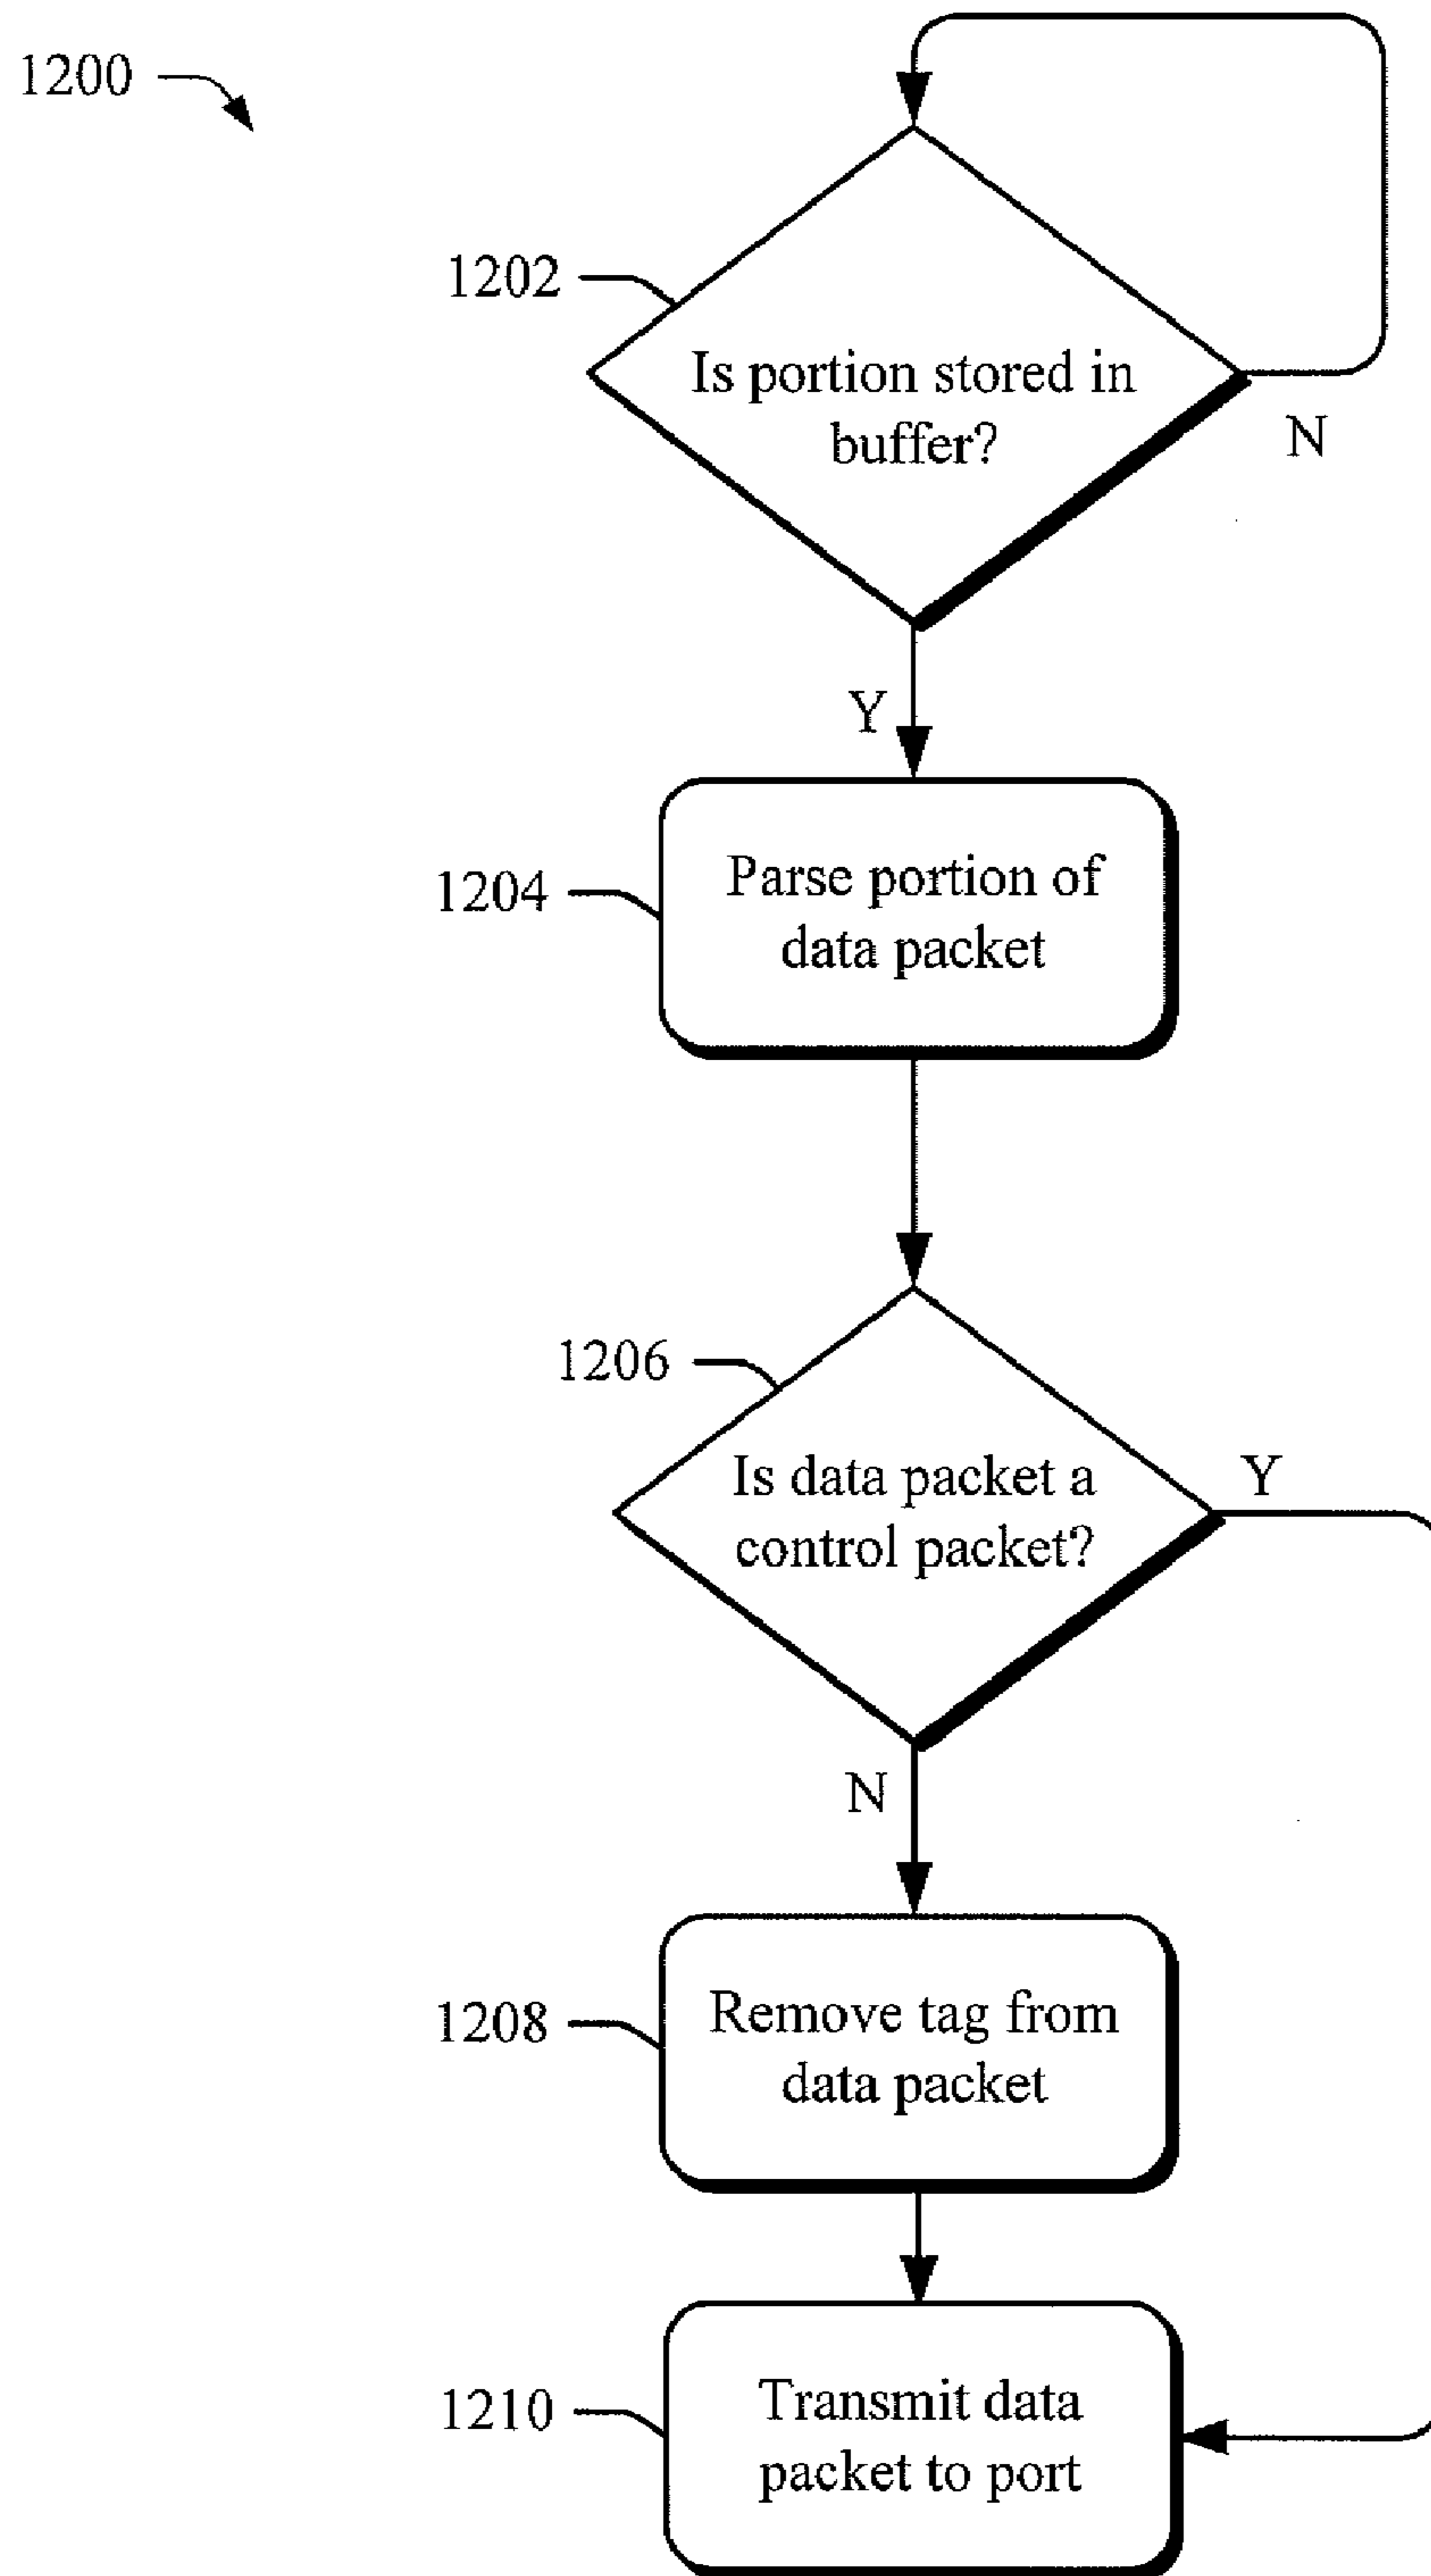 1200
1202
Is portion stored in
buffer?
N
Y
1204
Parse portion of
data packet
1206
Is data packet a
control packet?
Y
N
1208
Remove tag from
data packet
1210
Transmit data
packet to port